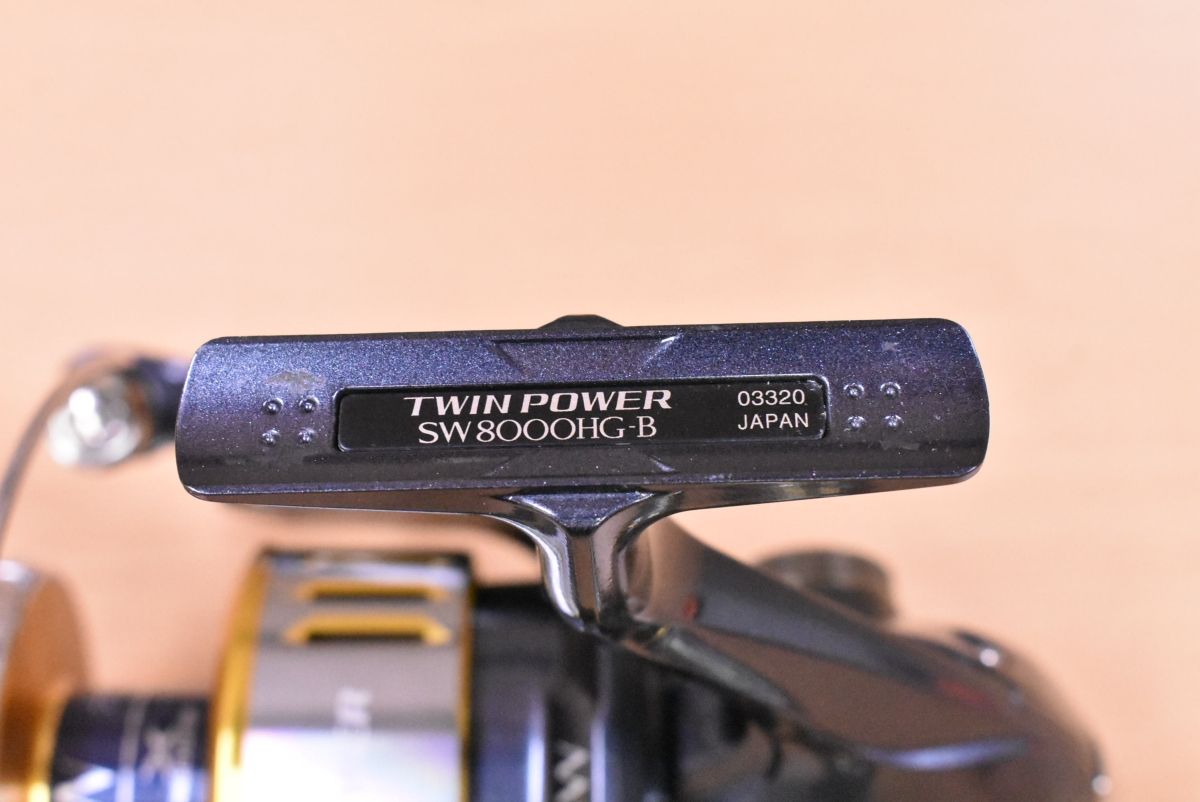 TWIN POWER
SW8000HG-B
03320
JAPAN